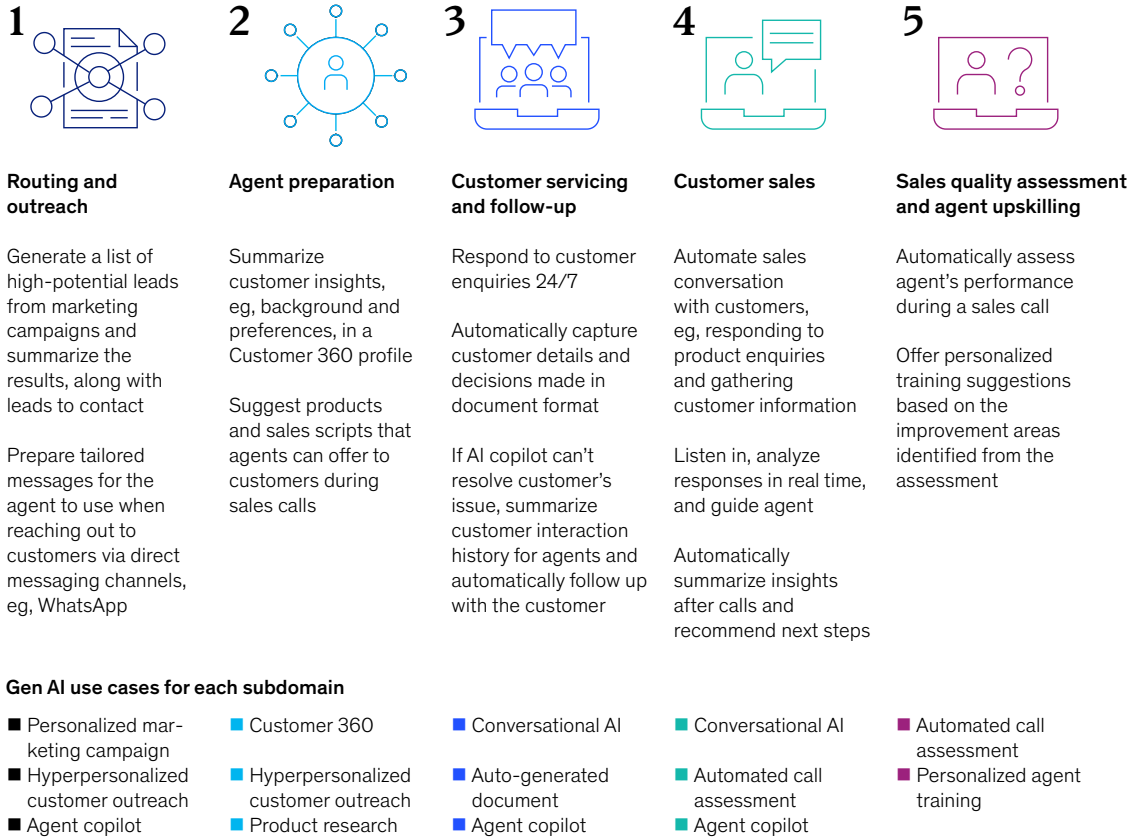 1
Routing and
outreach
Generate a list of
high-potential leads
from marketing
campaigns and
summarize the
results, along with
leads to contact
Prepare tailored
messages for the
agent to use when
reaching out to
customers via direct
messaging channels,
eg, WhatsApp
2
Agent preparation
Summarize
customer insights,
eg, background and
preferences, in a
Customer 360 profile
Suggest products
and sales scripts that
agents can offer to
customers during
sales calls
3
Customer servicing
and follow-up
Respond to customer
enquiries 24/7
Automatically capture
customer details and
decisions made in
document format
If AI copilot can’t
resolve customer’s
issue, summarize
customer interaction
history for agents and
automatically follow up
with the customer
4
Customer sales
Automate sales
conversation
with customers,
eg, responding to
product enquiries
and gathering
customer information
Listen in, analyze
responses in real time,
and guide agent
Automatically
summarize insights
after calls and
recommend next steps
5
Sales quality assessment
and agent upskilling
Automatically assess
agent’s performance
during a sales call
Offer personalized
training suggestions
based on the
improvement areas
identified from the
assessment
Gen AI use cases for each subdomain
Personalized mar-
keting campaign
Hyperpersonalized
customer outreach
Agent copilot
Customer 360
Hyperpersonalized
customer outreach
Product research
Conversational AI
Auto-generated
document
Agent copilot
Conversational AI
Automated call
assessment
Agent copilot
Automated call
assessment
Personalized agent
training